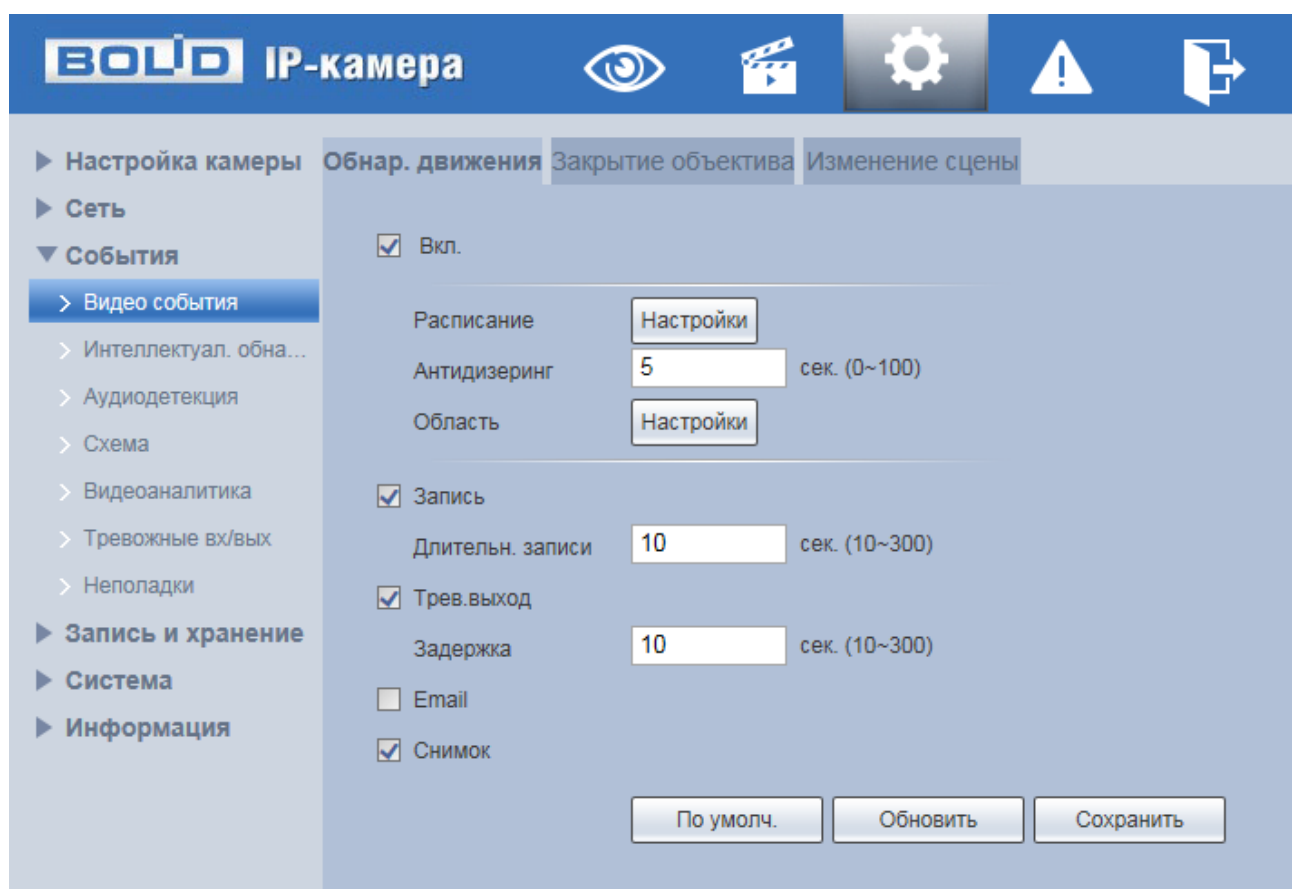 BOLID IP-камера
Настройка камеры
Сеть
События
Видео события
Интеллектуал. обна...
Аудиодетекция
Схема
Видеоаналитика
Тревожные вх/вых
Неполадки
Запись и хранение
Система
Информация
Обнар. движения Закрытие объектива Изменение сцены
Вкл.
Расписание Настройки
Антидизеринг 5 сек. (0~100)
Область Настройки
Запись
Длительн. записи 10 сек. (10~300)
Трев.выход
Задержка 10 сек. (10~300)
Email
Снимок
По умолч. Обновить Сохранить